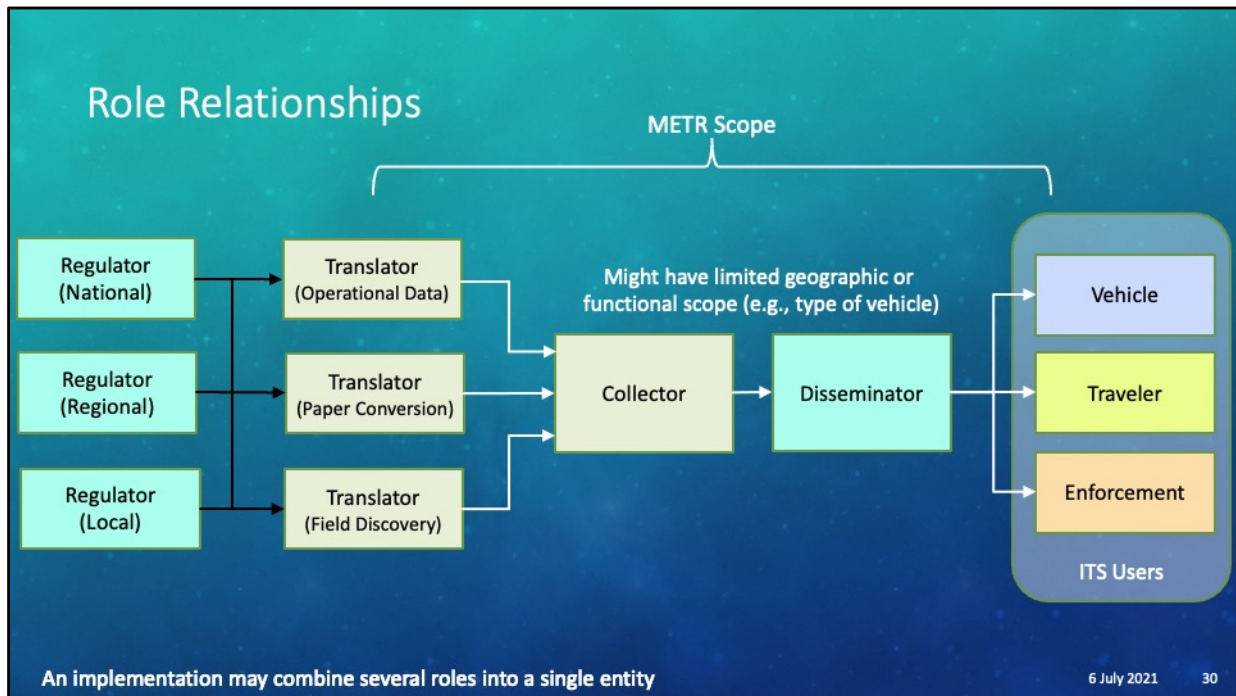 Role Relationships
METR Scope
Regulator
(National)
Translator
(Operational Data)
Might have limited geographic or
functional scope (e.g., type of vehicle)
Vehicle
Regulator
(Regional)
Translator
(Paper Conversion)
Collector
Disseminator
Traveler
Regulator
(Local)
Translator
(Field Discovery)
Enforcement
ITS Users
An implementation may combine several roles into a single entity
6 July 2021
30